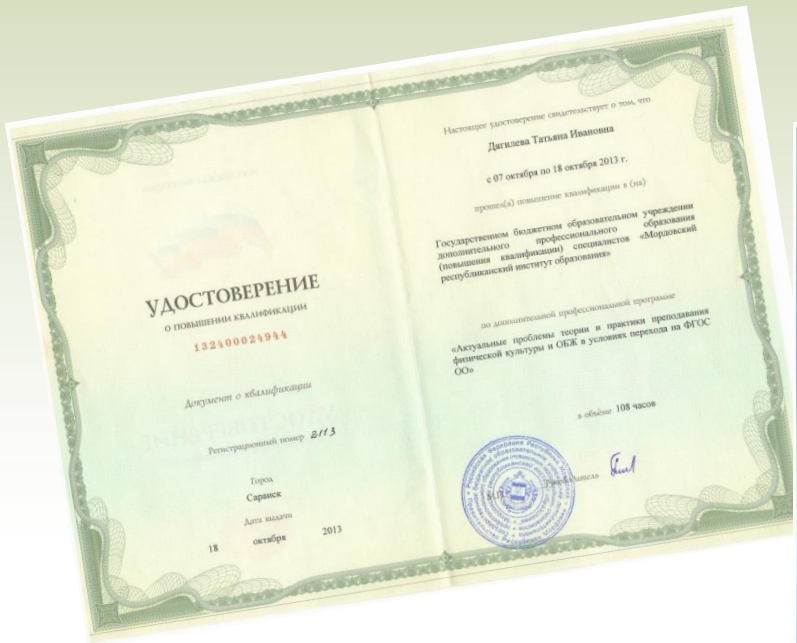 УДОСТОВЕРЕНИЕ
О ПОВЫШЕНИИ КВАЛИФИКАЦИИ
132400024944
Документ о квалификации
Регистрационный номер 2113
Город
Саранск
Дата выдачи
18 октября 2013
Настоящее удостоверение свидетельствует о том, что
Дягилева Татьяна Ивановна
с 07 октября по 18 октября 2013 г.
прошел(а) повышение квалификации в (на)
Государственном бюджетном образовательном учреждении
дополнительного профессионального образования
(повышения квалификации) специалистов «Мордовский
республиканский институт образования»
по дополнительной профессиональной программе
«Актуальные проблемы теории и практики преподавания
физической культуры и ОБЖ в условиях перехода на ФГОС
ОО»
в объёме 108 часов
М.П. Руководитель